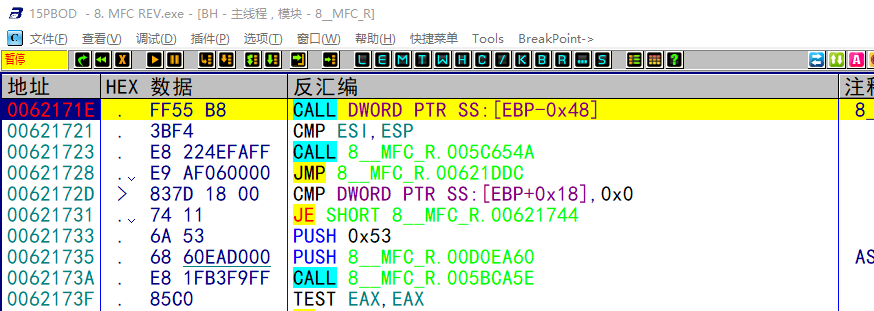 15PBOD - 8. MFC REV.exe - [BH - 主线程 , 模块 - 8__MFC_R]
文件(F) 查看(V) 调试(D) 插件(P) 选项(T) 窗口(W) 帮助(H) 快捷菜单 Tools BreakPoint->
暂停 L E M T W H C / K B R ... S ? A
地址 HEX 数据 反汇编 注释
0062171E . FF55 B8 CALL DWORD PTR SS:[EBP-0x48] 8_
00621721 . 3BF4 CMP ESI,ESP
00621723 . E8 224EFAFF CALL 8__MFC_R.005C654A
00621728 . E9 AF060000 JMP 8__MFC_R.00621DDC
0062172D > 837D 18 00 CMP DWORD PTR SS:[EBP+0x18],0x0
00621731 . 74 11 JE SHORT 8__MFC_R.00621744
00621733 . 6A 53 PUSH 0x53
00621735 . 68 60EAD000 PUSH 8__MFC_R.00D0EA60 AS
0062173A . E8 1FB3F9FF CALL 8__MFC_R.005BCA5E
0062173F . 85C0 TEST EAX,EAX